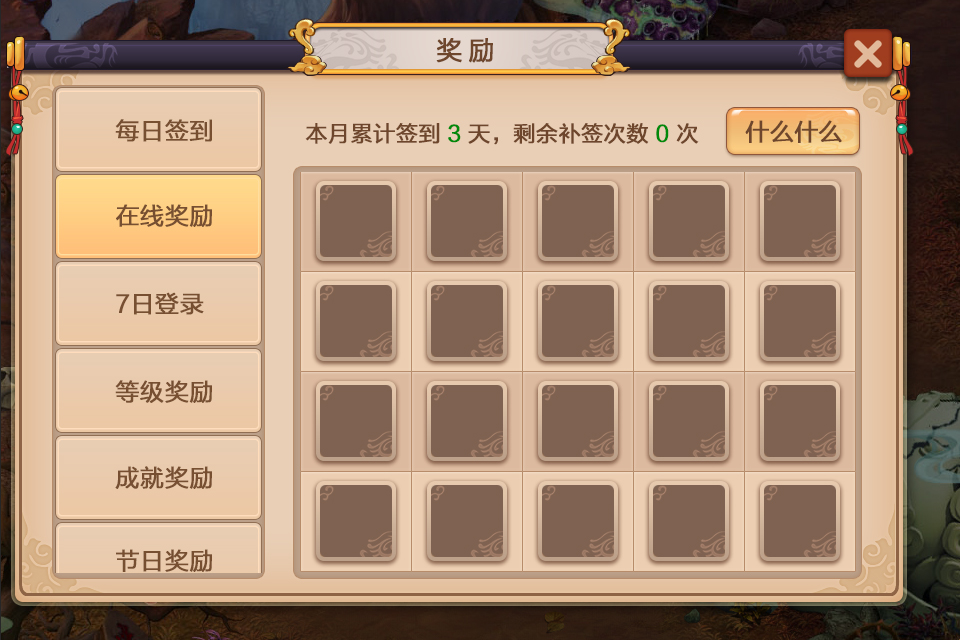 奖励
每日签到
在线奖励
7日登录
等级奖励
成就奖励
节日奖励
本月累计签到 3 天，剩余补签次数 0 次
什么什么